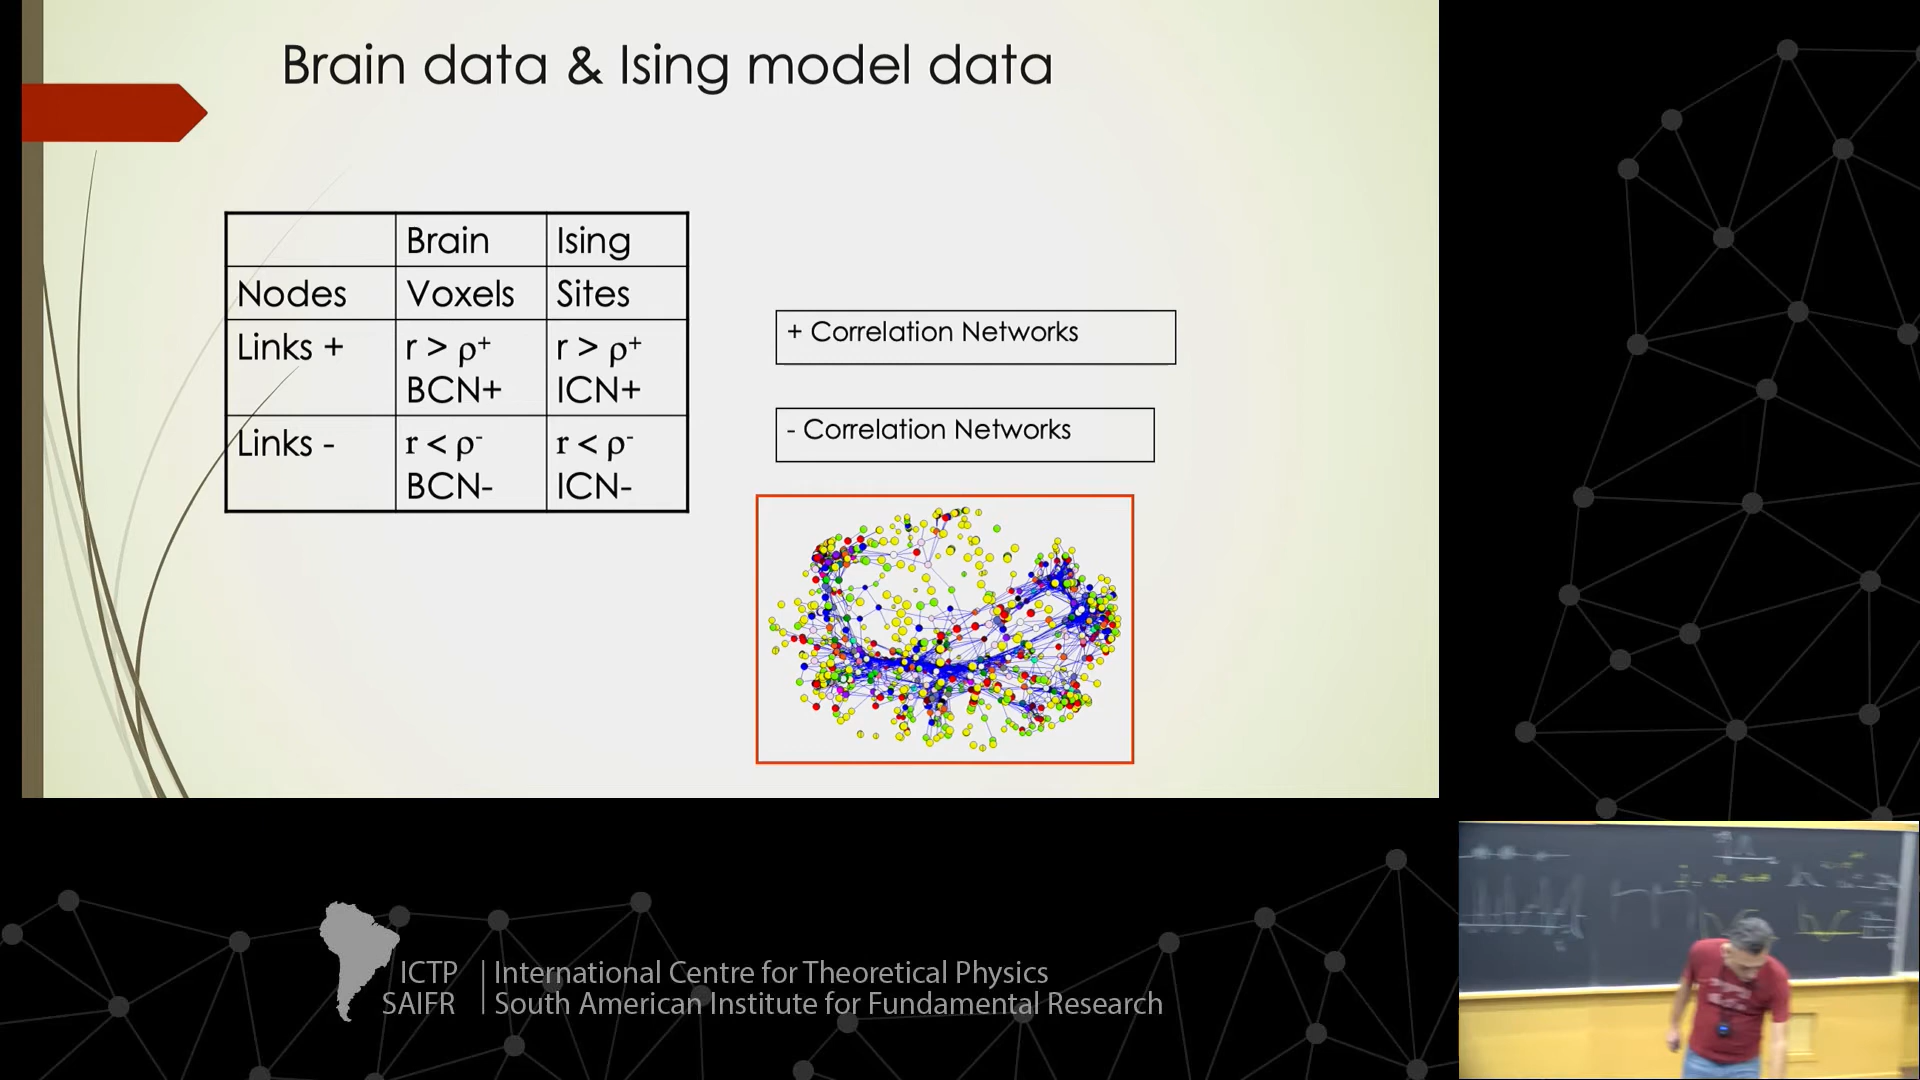 Brain data & Ising model data
Brain Ising
Nodes Voxels Sites
Links + r > ρ⁺ r > ρ⁺
BCN+ ICN+
Links - r < ρ⁻ r < ρ⁻
BCN- ICN-
+ Correlation Networks
- Correlation Networks
ICTP International Centre for Theoretical Physics
SAIFR South American Institute for Fundamental Research